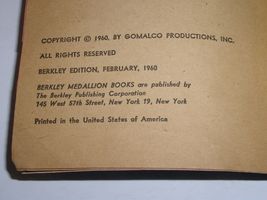 COPYRIGHT © 1960, BY GOMALCO PRODUCTIONS, INC.
ALL RIGHTS RESERVED
BERKLEY EDITION, FEBRUARY, 1960
BERKLEY MEDALLION BOOKS are published by
The Berkley Publishing Corporation
145 West 57th Street, New York 19, New York
Printed in the United States of America